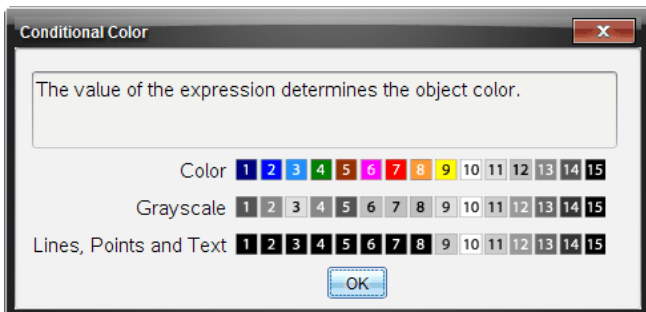 Conditional Color
The value of the expression determines the object color.
Color 1 2 3 4 5 6 7 8 9 10 11 12 13 14 15
Grayscale 1 2 3 4 5 6 7 8 9 10 11 12 13 14 15
Lines, Points and Text 1 2 3 4 5 6 7 8 9 10 11 12 13 14 15
OK